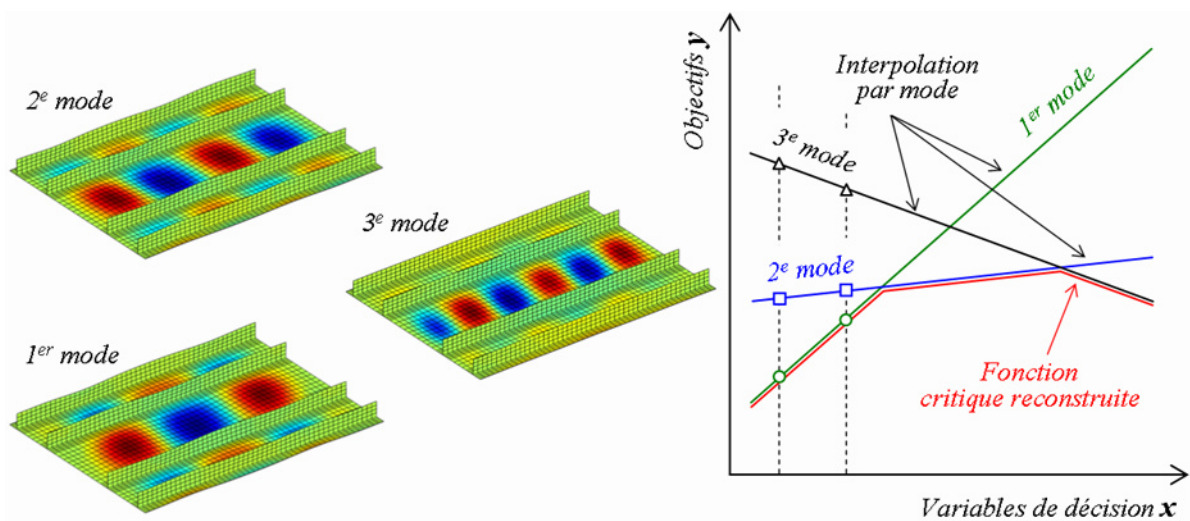 2e mode
3e mode
1er mode
Objectifs y
Interpolation
par mode
1er mode
3e mode
2e mode
Fonction
critique reconstruite
Variables de décision x